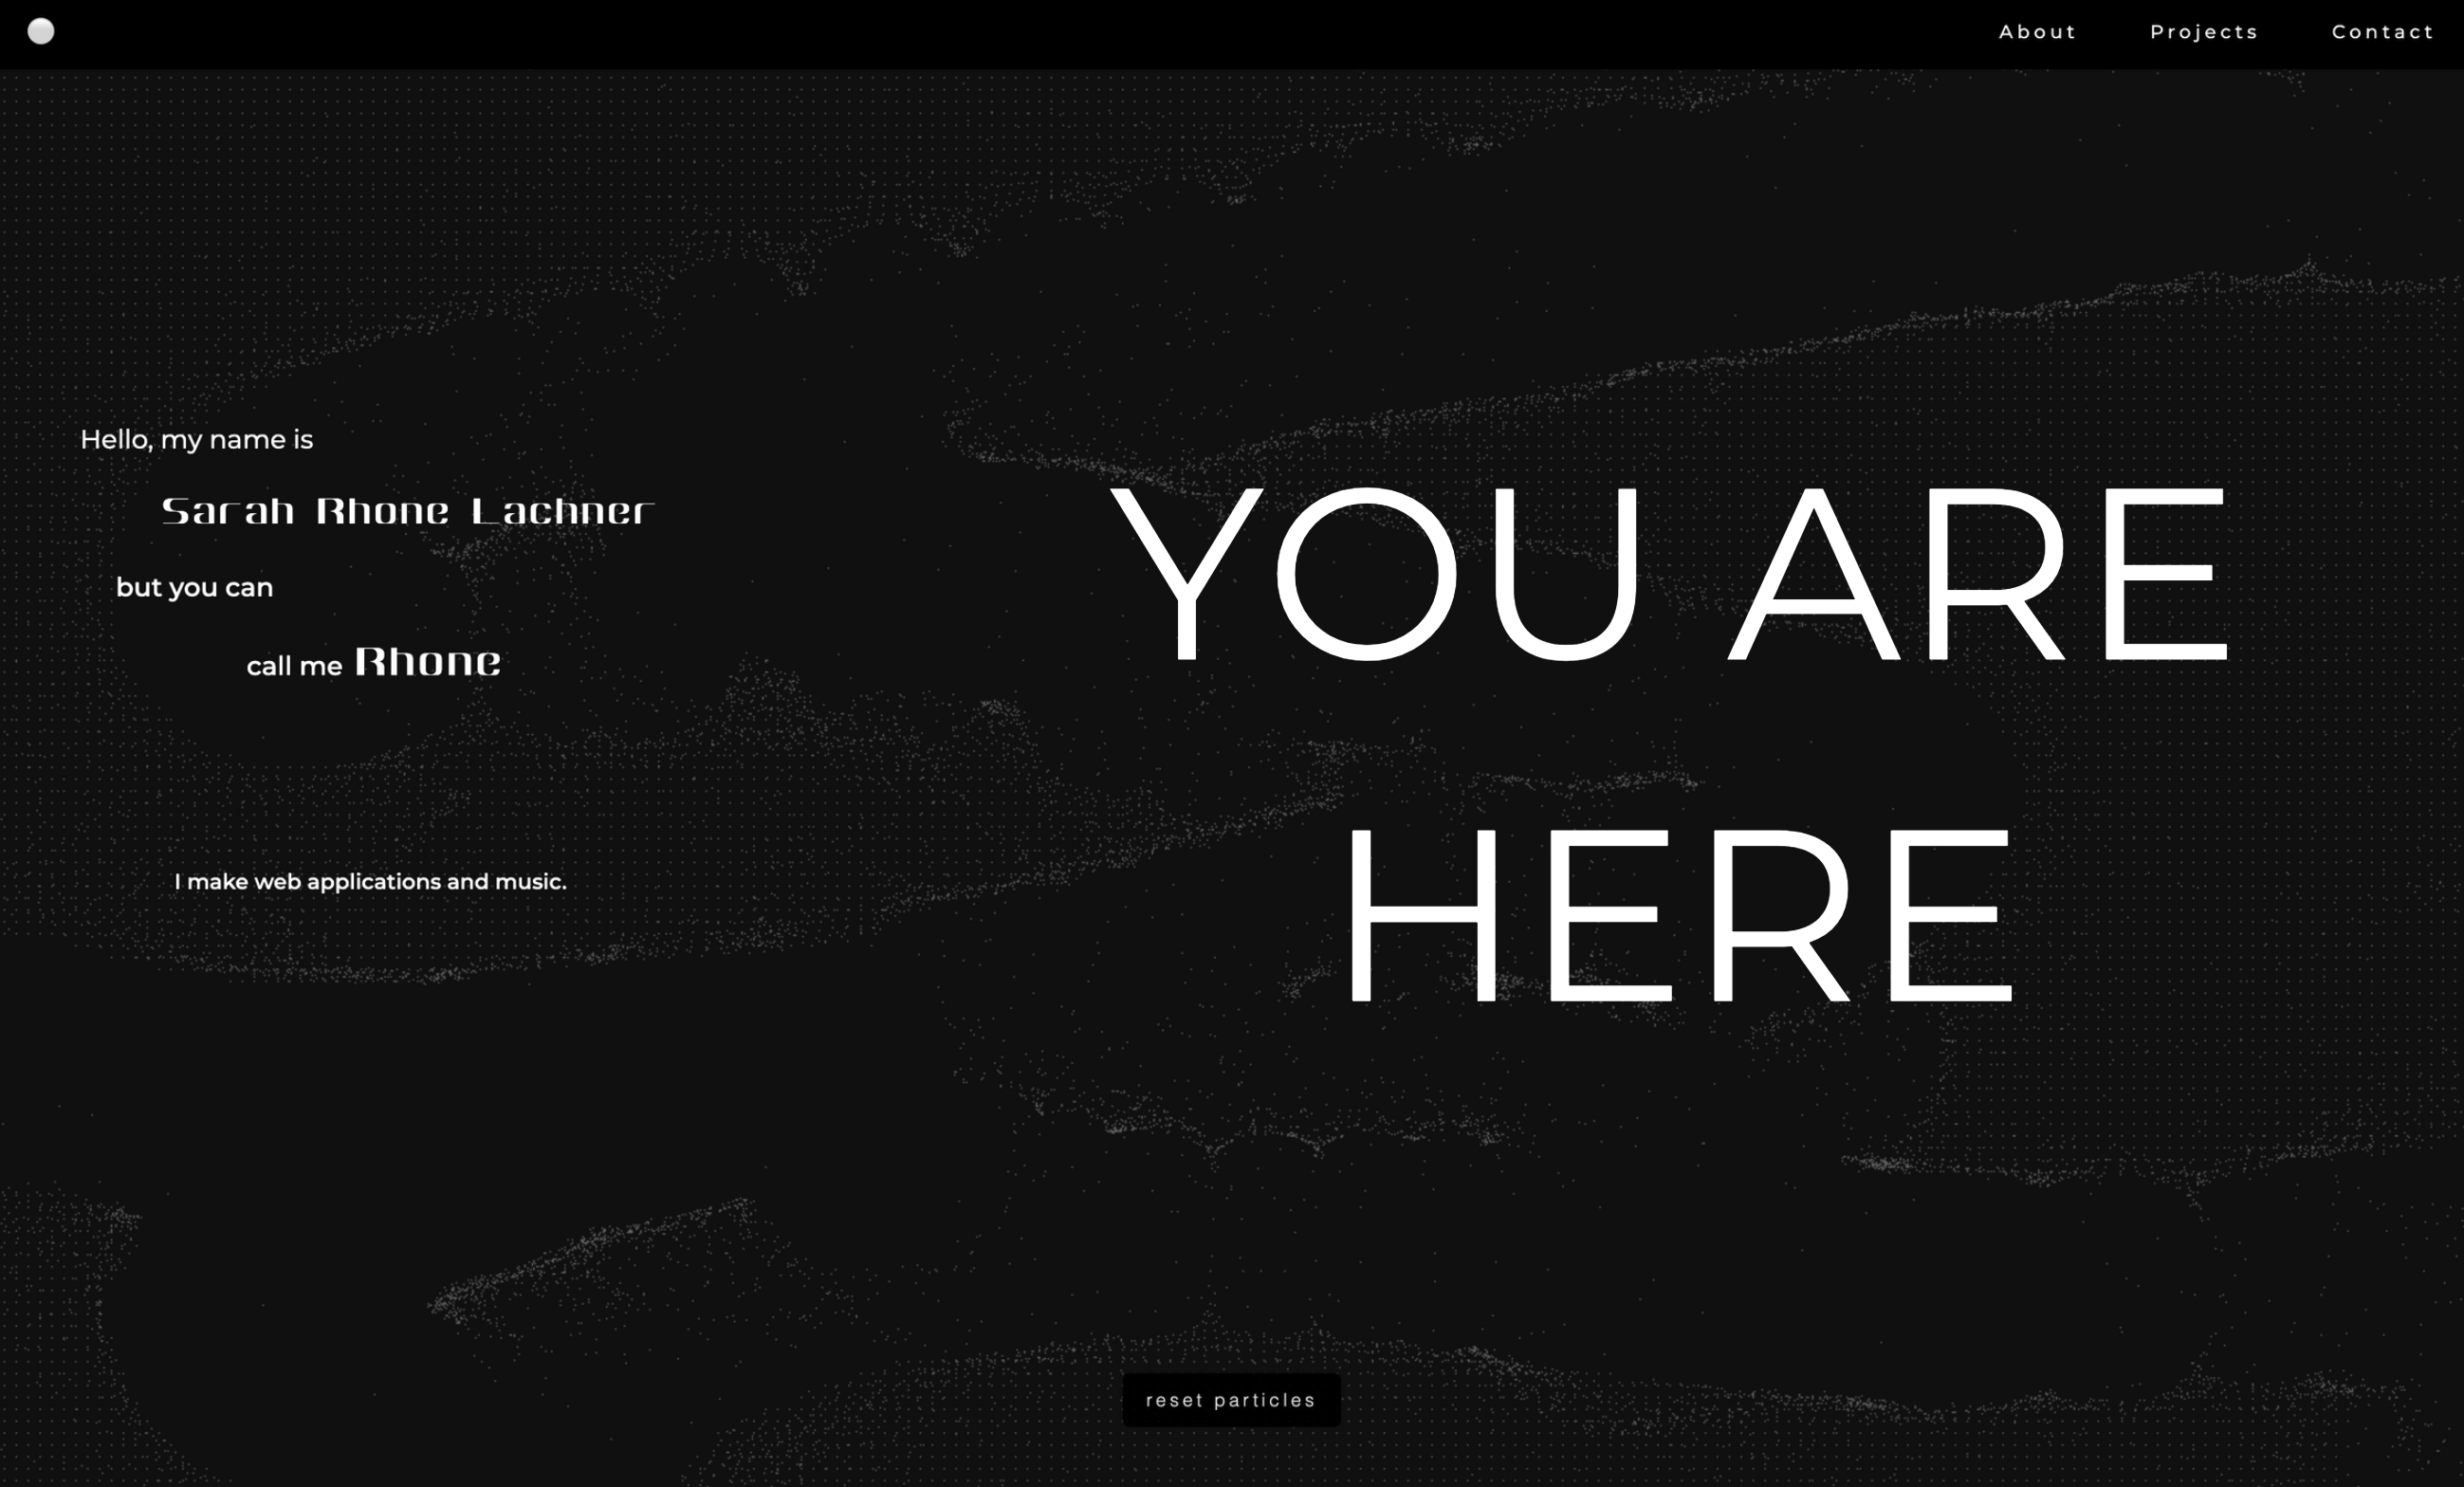 About Projects Contact
Hello, my name is
Sarah Rhone Lachner
but you can
call me Rhone
I make web applications and music.
YOU ARE
HERE
reset particles